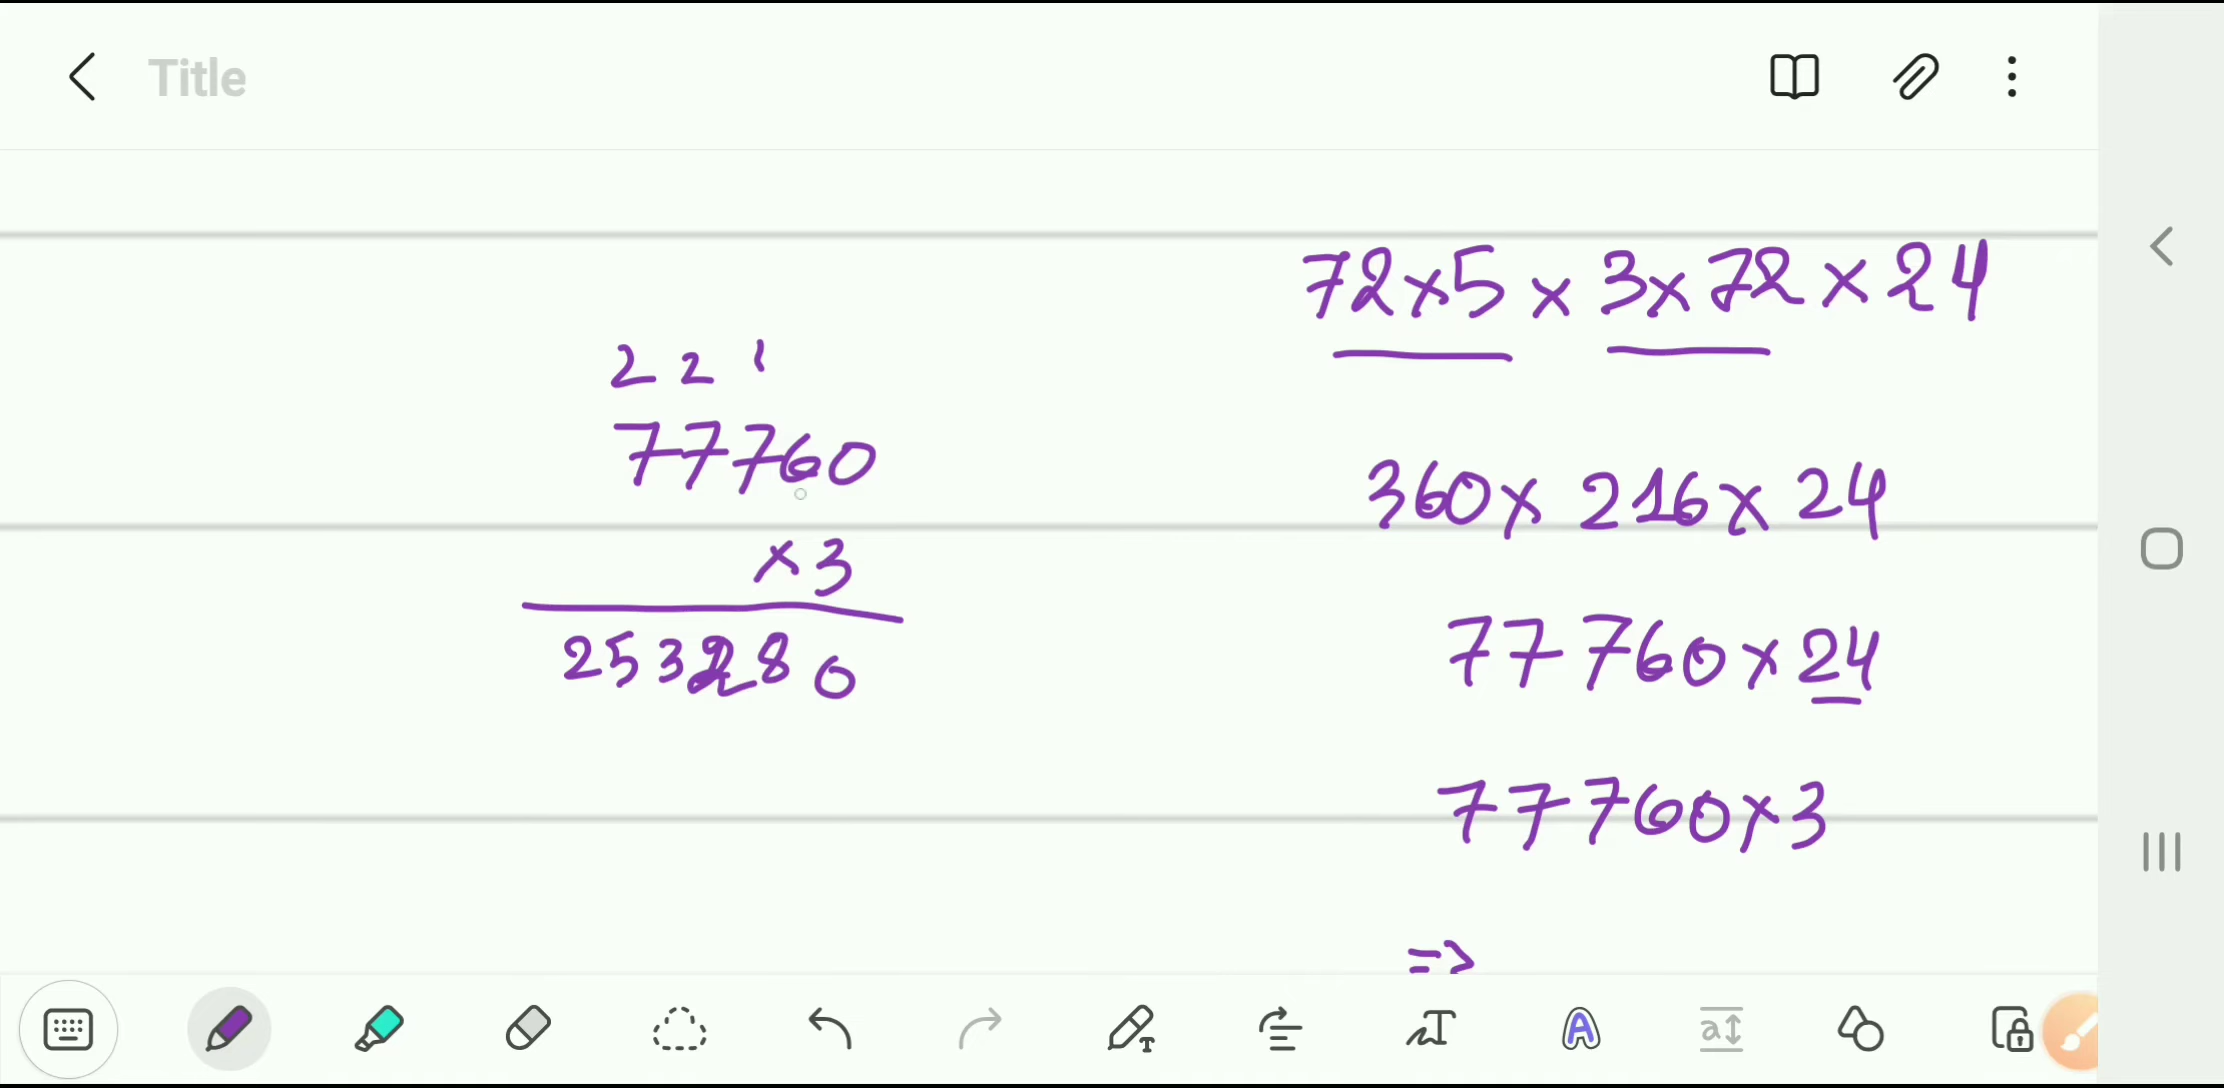 Title
72×5 × 3×72 × 24
2 2 1
77760
360 × 216 × 24
× 3
77760 × 24
253280
77760×3
=>